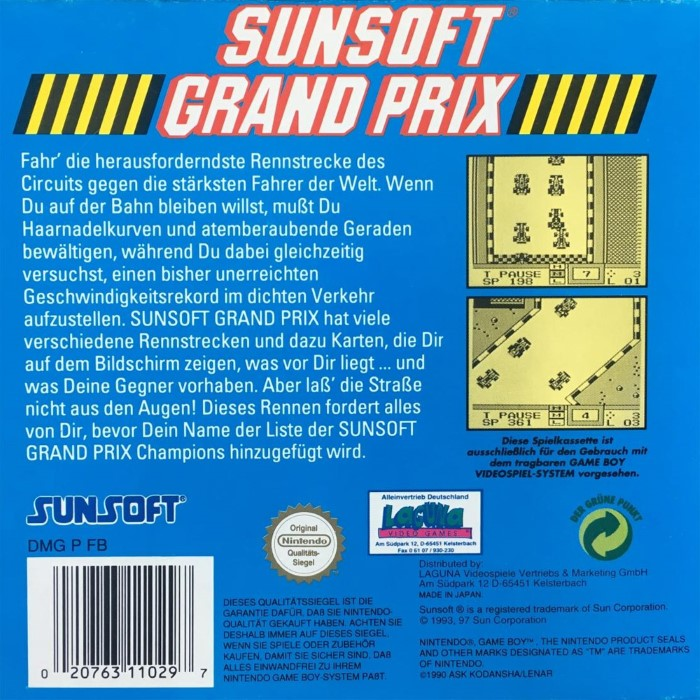 SUNSOFT®
GRAND PRIX
Fahr' die herausforderndste Rennstrecke des
Circuits gegen die stärksten Fahrer der Welt. Wenn
Du auf der Bahn bleiben willst, mußt Du
Haarnadelkurven und atemberaubende Geraden
bewältigen, während Du dabei gleichzeitig
versuchst, einen bisher unerreichten
Geschwindigkeitsrekord im dichten Verkehr
aufzustellen. SUNSOFT GRAND PRIX hat viele
verschiedene Rennstrecken und dazu Karten, die Dir
auf dem Bildschirm zeigen, was vor Dir liegt ... und
was Deine Gegner vorhaben. Aber laß' die Straße
nicht aus den Augen! Dieses Rennen fordert alles
von Dir, bevor Dein Name der Liste der SUNSOFT
GRAND PRIX Champions hinzugefügt wird.
T PAUSE 7 3
SP 198 L 01
T PAUSE 4 3
SP 361 L 03
Diese Spielkassette ist
ausschließlich für den Gebrauch mit
dem tragbaren GAME BOY
VIDEOSPIEL-SYSTEM vorgesehen.
SUNSOFT®
DMG P FB
0 20763 11029 7
Original
Nintendo
Qualitäts-
Siegel
DIESES QUALITÄTSSIEGEL IST DIE
GARANTIE DAFÜR, DAß SIE NINTENDO-
QUALITÄT GEKAUFT HABEN. ACHTEN SIE
DESHALB IMMER AUF DIESES SIEGEL,
WENN SIE SPIELE ODER ZUBEHÖR
KAUFEN, DAMIT SIE SICHER SIND, DAß
ALLES EINWANDFREI ZU IHREM
NINTENDO GAME BOY-SYSTEM PAßT.
Alleinvertrieb Deutschland
Laguna
VIDEO GAMES
Am Südpark 12, D-65451 Kelsterbach
Fax 0 61 07 / 930-230
DER GRÜNE PUNKT
Distributed by:
LAGUNA Videospiele Vertriebs & Marketing GmbH
Am Südpark 12 D-65451 Kelsterbach
MADE IN JAPAN.
Sunsoft ® is a registered trademark of Sun Corporation.
© 1993, 97 Sun Corporation
NINTENDO®, GAME BOY™, THE NINTENDO PRODUCT SEALS
AND OTHER MARKS DESIGNATED AS "TM" ARE TRADEMARKS
OF NINTENDO.
©1990 ASK KODANSHA/LENAR